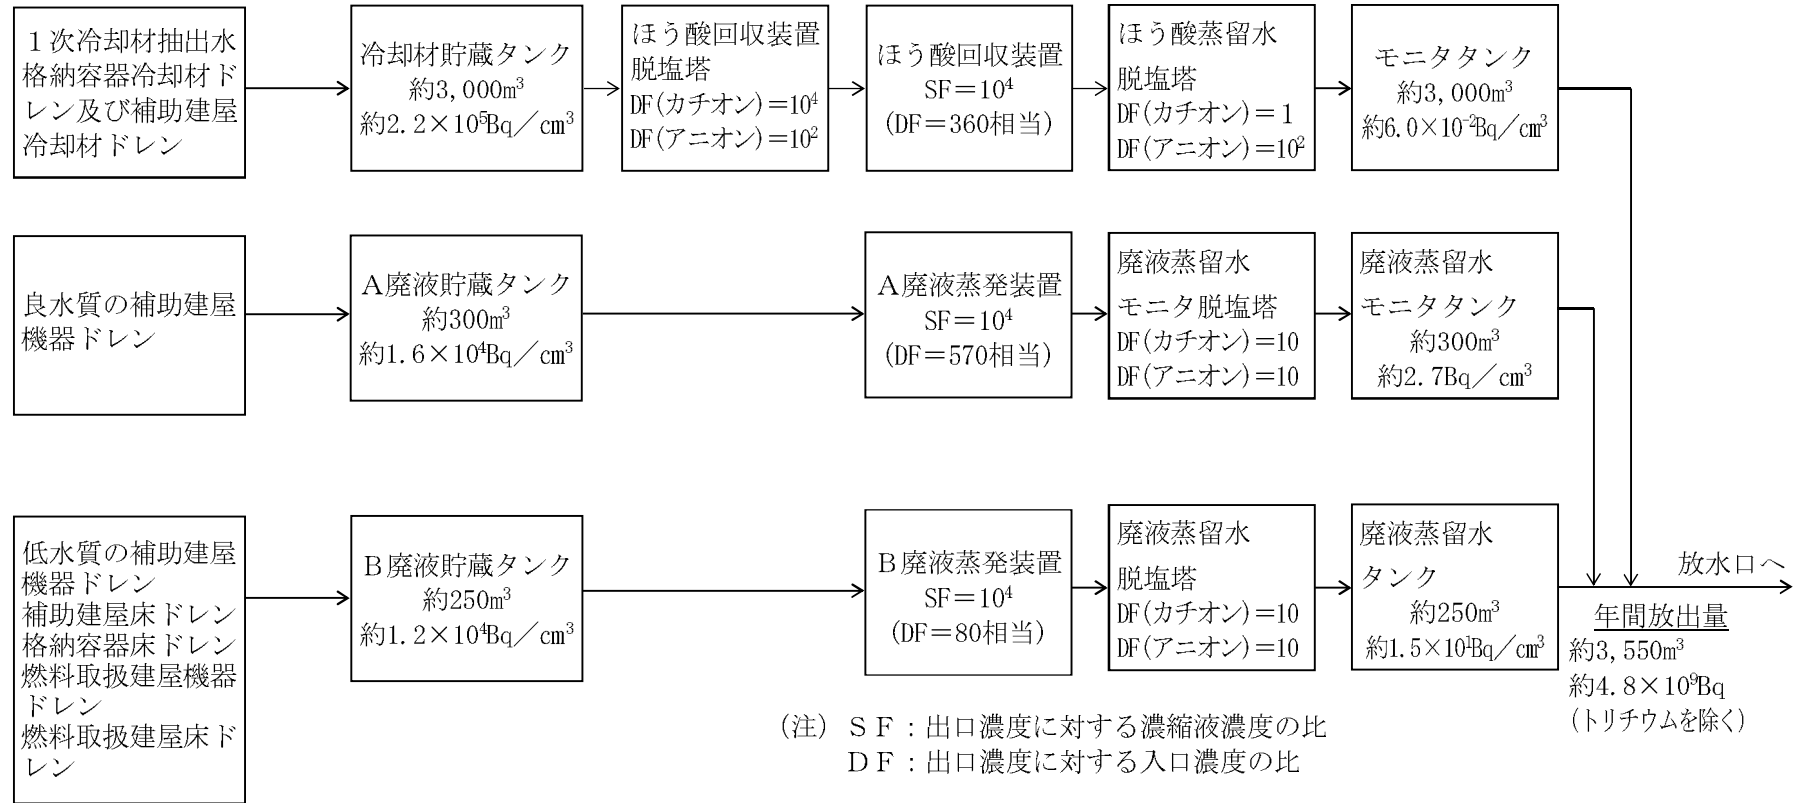 １次冷却材抽出水
格納容器冷却材ド
レン及び補助建屋
冷却材ドレン
冷却材貯蔵タンク
約3,000m³
約2.2×10⁵Bq／cm³
ほう酸回収装置
脱塩塔
DF(カチオン)＝10⁴
DF(アニオン)＝10²
ほう酸回収装置
SF＝10⁴
(DF＝360相当)
ほう酸蒸留水
脱塩塔
DF(カチオン)＝1
DF(アニオン)＝10²
モニタタンク
約3,000m³
約6.0×10⁻²Bq／cm³
良水質の補助建屋
機器ドレン
Ａ廃液貯蔵タンク
約300m³
約1.6×10⁴Bq／cm³
Ａ廃液蒸発装置
SF＝10⁴
(DF＝570相当)
廃液蒸留水
モニタ脱塩塔
DF(カチオン)＝10
DF(アニオン)＝10
廃液蒸留水
モニタタンク
約300m³
約2.7Bq／cm³
低水質の補助建屋
機器ドレン
補助建屋床ドレン
格納容器床ドレン
燃料取扱建屋機器
ドレン
燃料取扱建屋床ド
レン
Ｂ廃液貯蔵タンク
約250m³
約1.2×10⁴Bq／cm³
Ｂ廃液蒸発装置
SF＝10⁴
(DF＝80相当)
廃液蒸留水
脱塩塔
DF(カチオン)＝10
DF(アニオン)＝10
廃液蒸留水
タンク
約250m³
約1.5×10¹Bq／cm³
放水口へ
年間放出量
約3,550m³
約4.8×10⁹Bq
(トリチウムを除く)
(注) ＳＦ：出口濃度に対する濃縮液濃度の比
ＤＦ：出口濃度に対する入口濃度の比